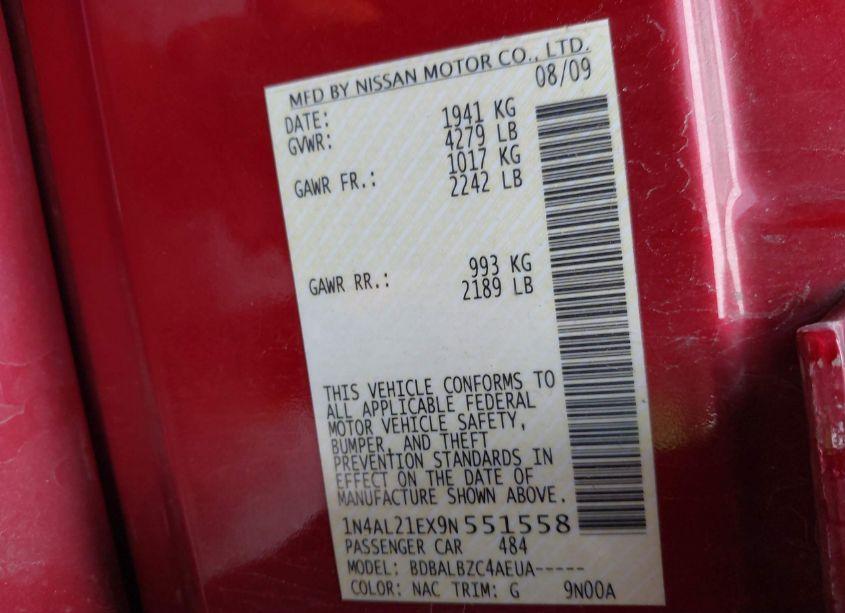 MFD BY NISSAN MOTOR CO., LTD.
DATE: 08/09
GVWR: 1941 KG
4279 LB
GAWR FR.: 1017 KG
2242 LB
GAWR RR.: 993 KG
2189 LB
THIS VEHICLE CONFORMS TO
ALL APPLICABLE FEDERAL
MOTOR VEHICLE SAFETY,
BUMPER, AND THEFT
PREVENTION STANDARDS IN
EFFECT ON THE DATE OF
MANUFACTURE SHOWN ABOVE.
1N4AL21EX9N551558
PASSENGER CAR 484
MODEL: BDBALBZC4AEUA-----
COLOR: NAC TRIM: G 9N00A